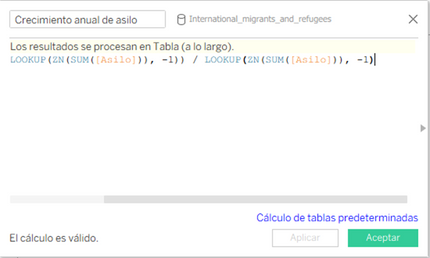 Crecimiento anual de asilo International_migrants_and_refugees
Los resultados se procesan en Tabla (a lo largo).
LOOKUP(ZN(SUM([Asilo]), -1)) / LOOKUP(ZN(SUM([Asilo])), -1)
Cálculo de tablas predeterminadas
El cálculo es válido. Aplicar Aceptar